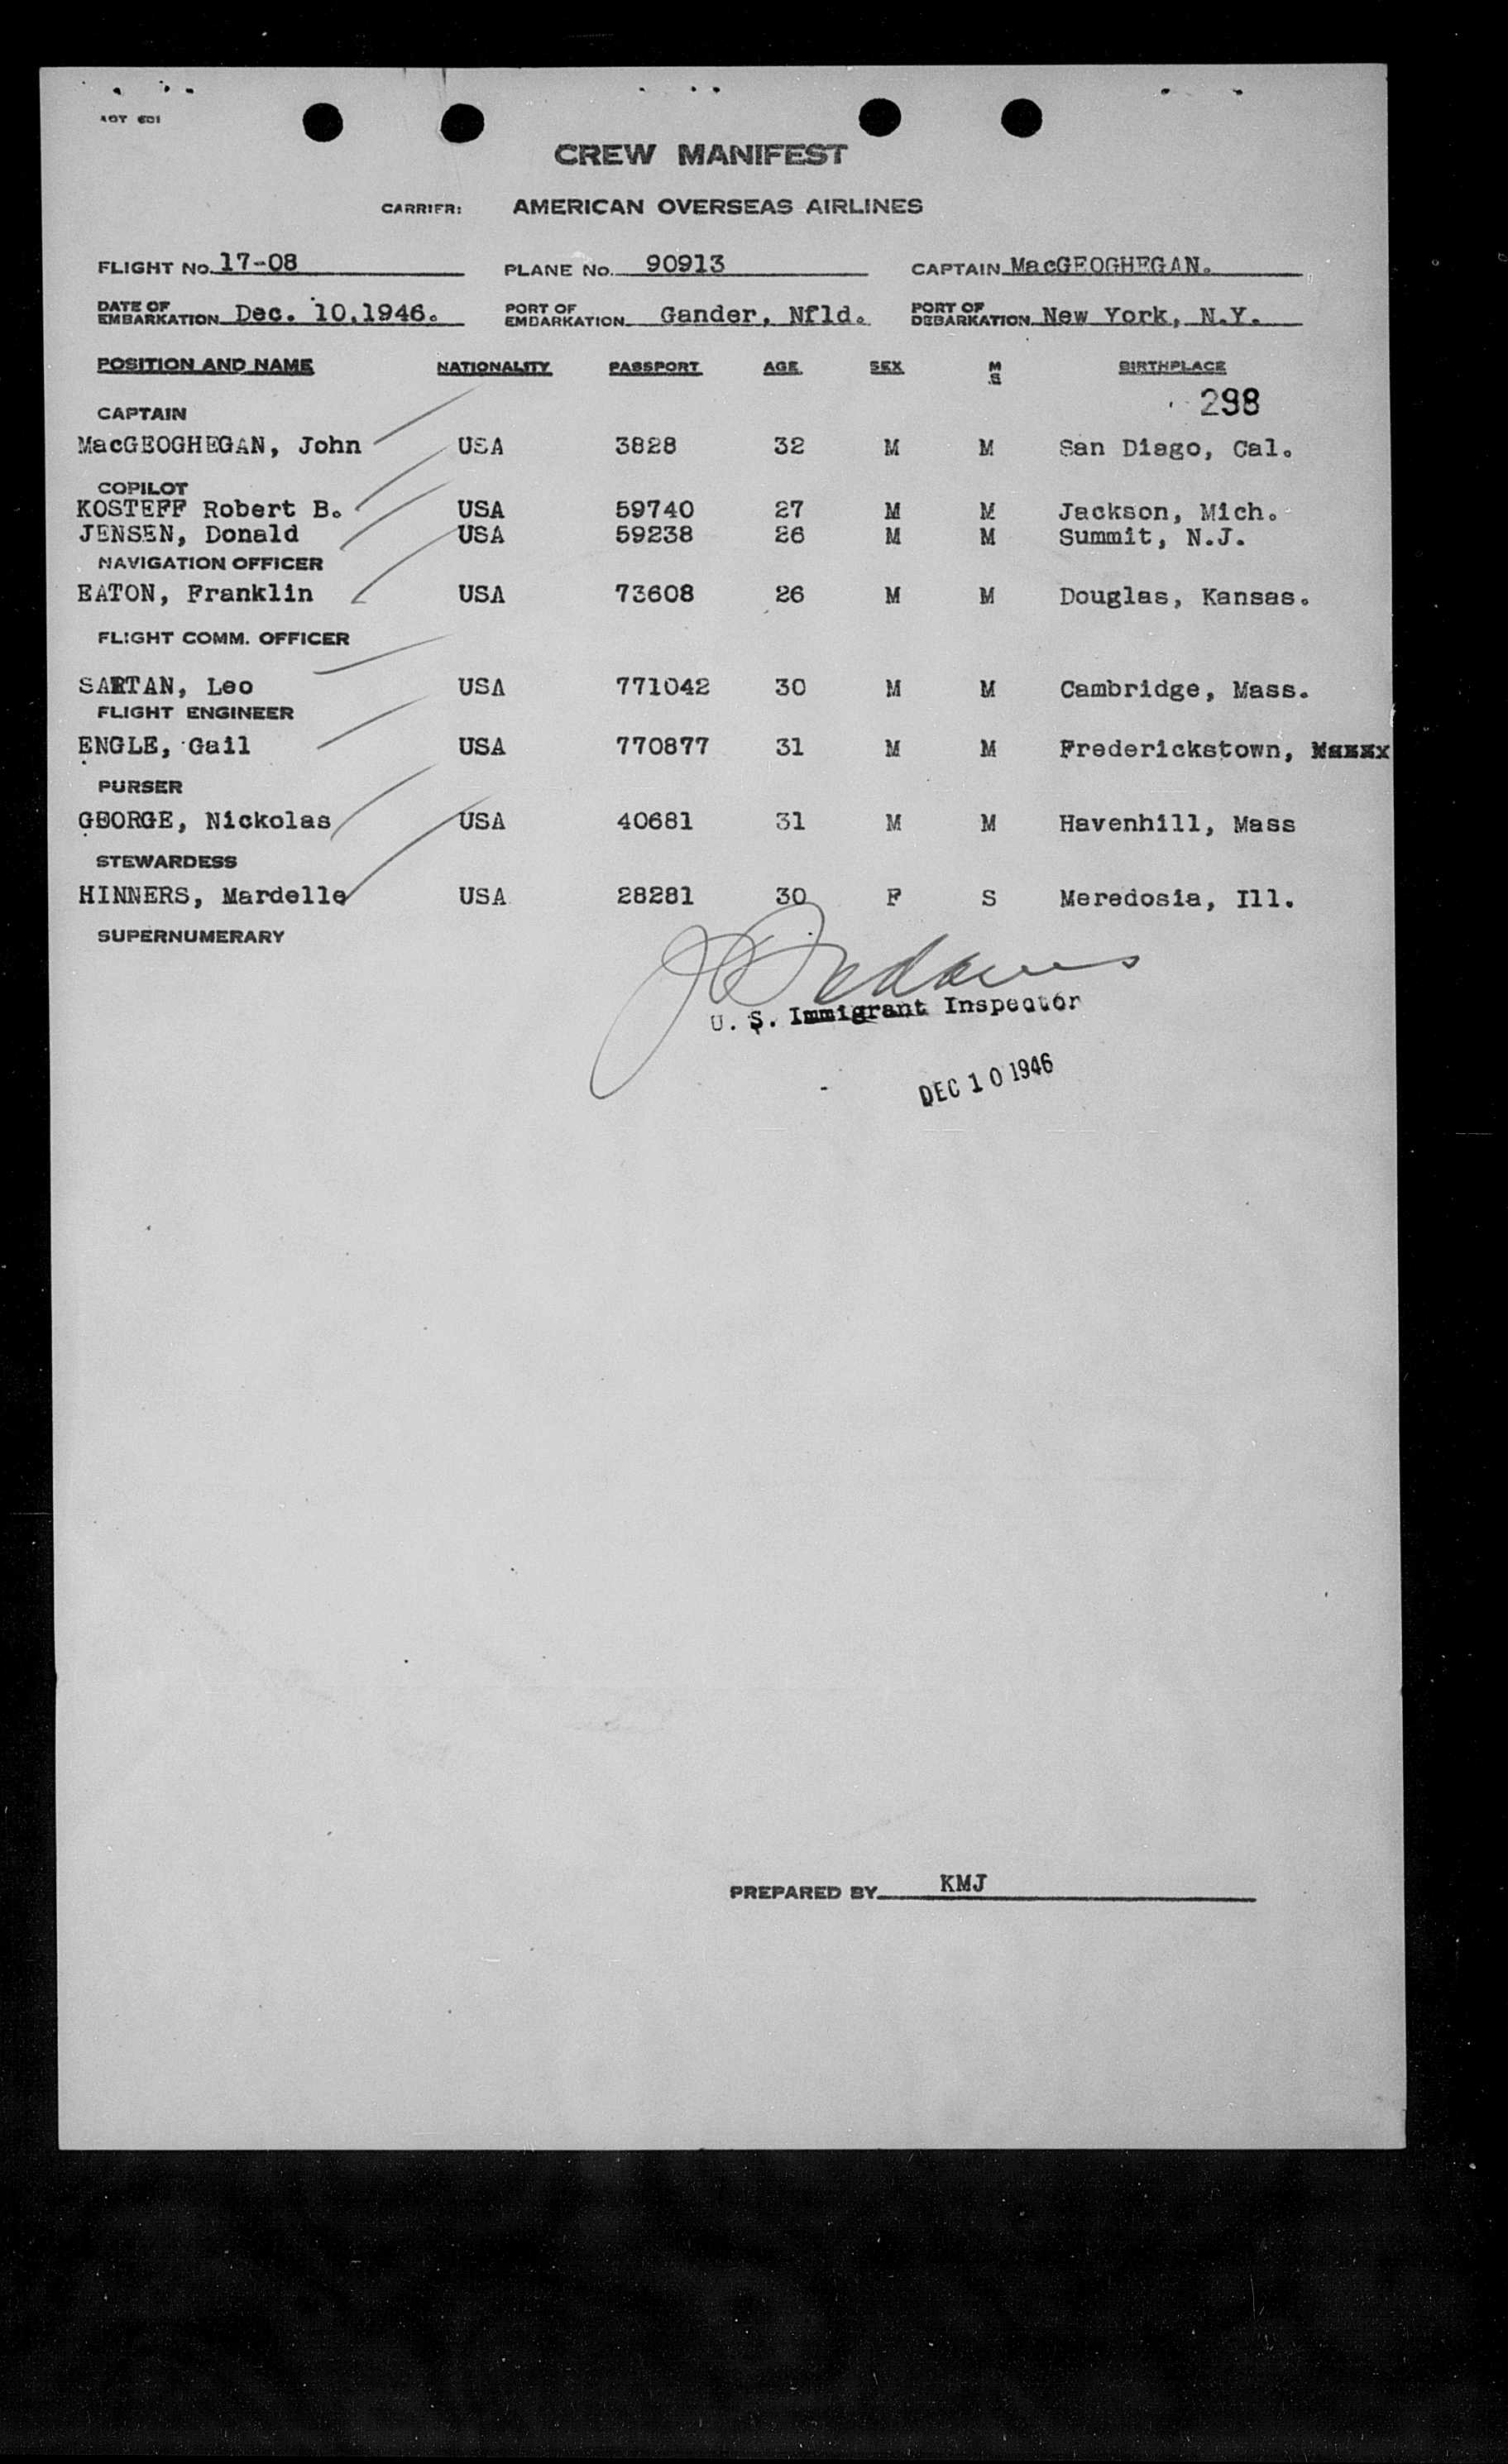 AOT 601
CREW MANIFEST
CARRIER: AMERICAN OVERSEAS AIRLINES
FLIGHT No. 17-08 PLANE No. 90913 CAPTAIN MacGEOGHEGAN.
DATE OF EMBARKATION Dec. 10,1946. PORT OF EMBARKATION Gander, Nfld. PORT OF DEBARKATION New York, N.Y.
POSITION AND NAME NATIONALITY PASSPORT AGE SEX M S BIRTHPLACE
298
CAPTAIN
MacGEOGHEGAN, John USA 3828 32 M M San Diego, Cal.
COPILOT
KOSTEFF Robert B. USA 59740 27 M M Jackson, Mich.
JENSEN, Donald USA 59238 26 M M Summit, N.J.
NAVIGATION OFFICER
EATON, Franklin USA 73608 26 M M Douglas, Kansas.
FLIGHT COMM. OFFICER
SARTAN, Leo USA 771042 30 M M Cambridge, Mass.
FLIGHT ENGINEER
ENGLE, Gail USA 770877 31 M M Frederickstown,
PURSER
GEORGE, Nickolas USA 40681 31 M M Havenhill, Mass
STEWARDESS
HINNERS, Mardelle USA 28281 30 F S Meredosia, Ill.
SUPERNUMERARY
U. S. Immigrant Inspector
DEC 10 1946
PREPARED BY KMJ